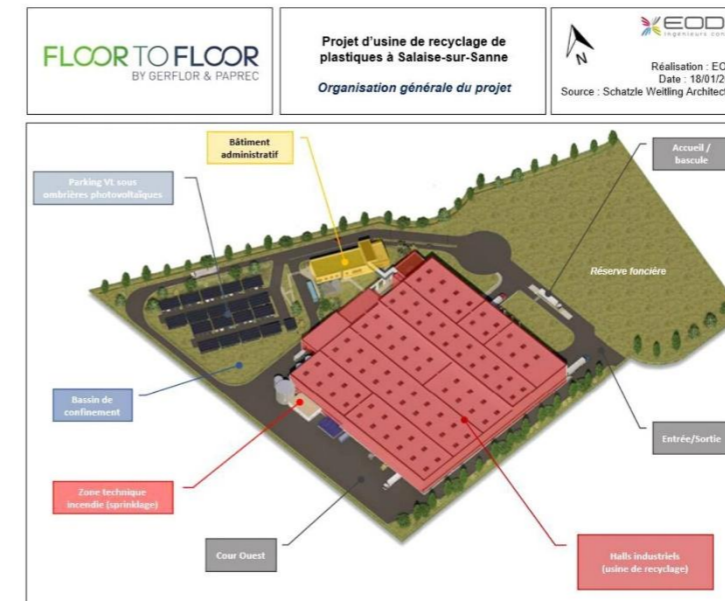 FLOOR TO FLOOR
BY GERFLOR & PAPREC
Projet d'usine de recyclage de
plastiques à Salaise-sur-Sanne
Organisation générale du projet
N
EOD
ingénieurs con
Réalisation : EO
Date : 18/01/2
Source : Schatzle Weitling Architect
Bâtiment
administratif
Accueil /
bascule
Parking VL sous
ombrières photovoltaïques
Réserve foncière
Bassin de
confinement
Entrée/Sortie
Zone technique
incendie (sprinklage)
Cour Ouest
Halls industriels
(usine de recyclage)